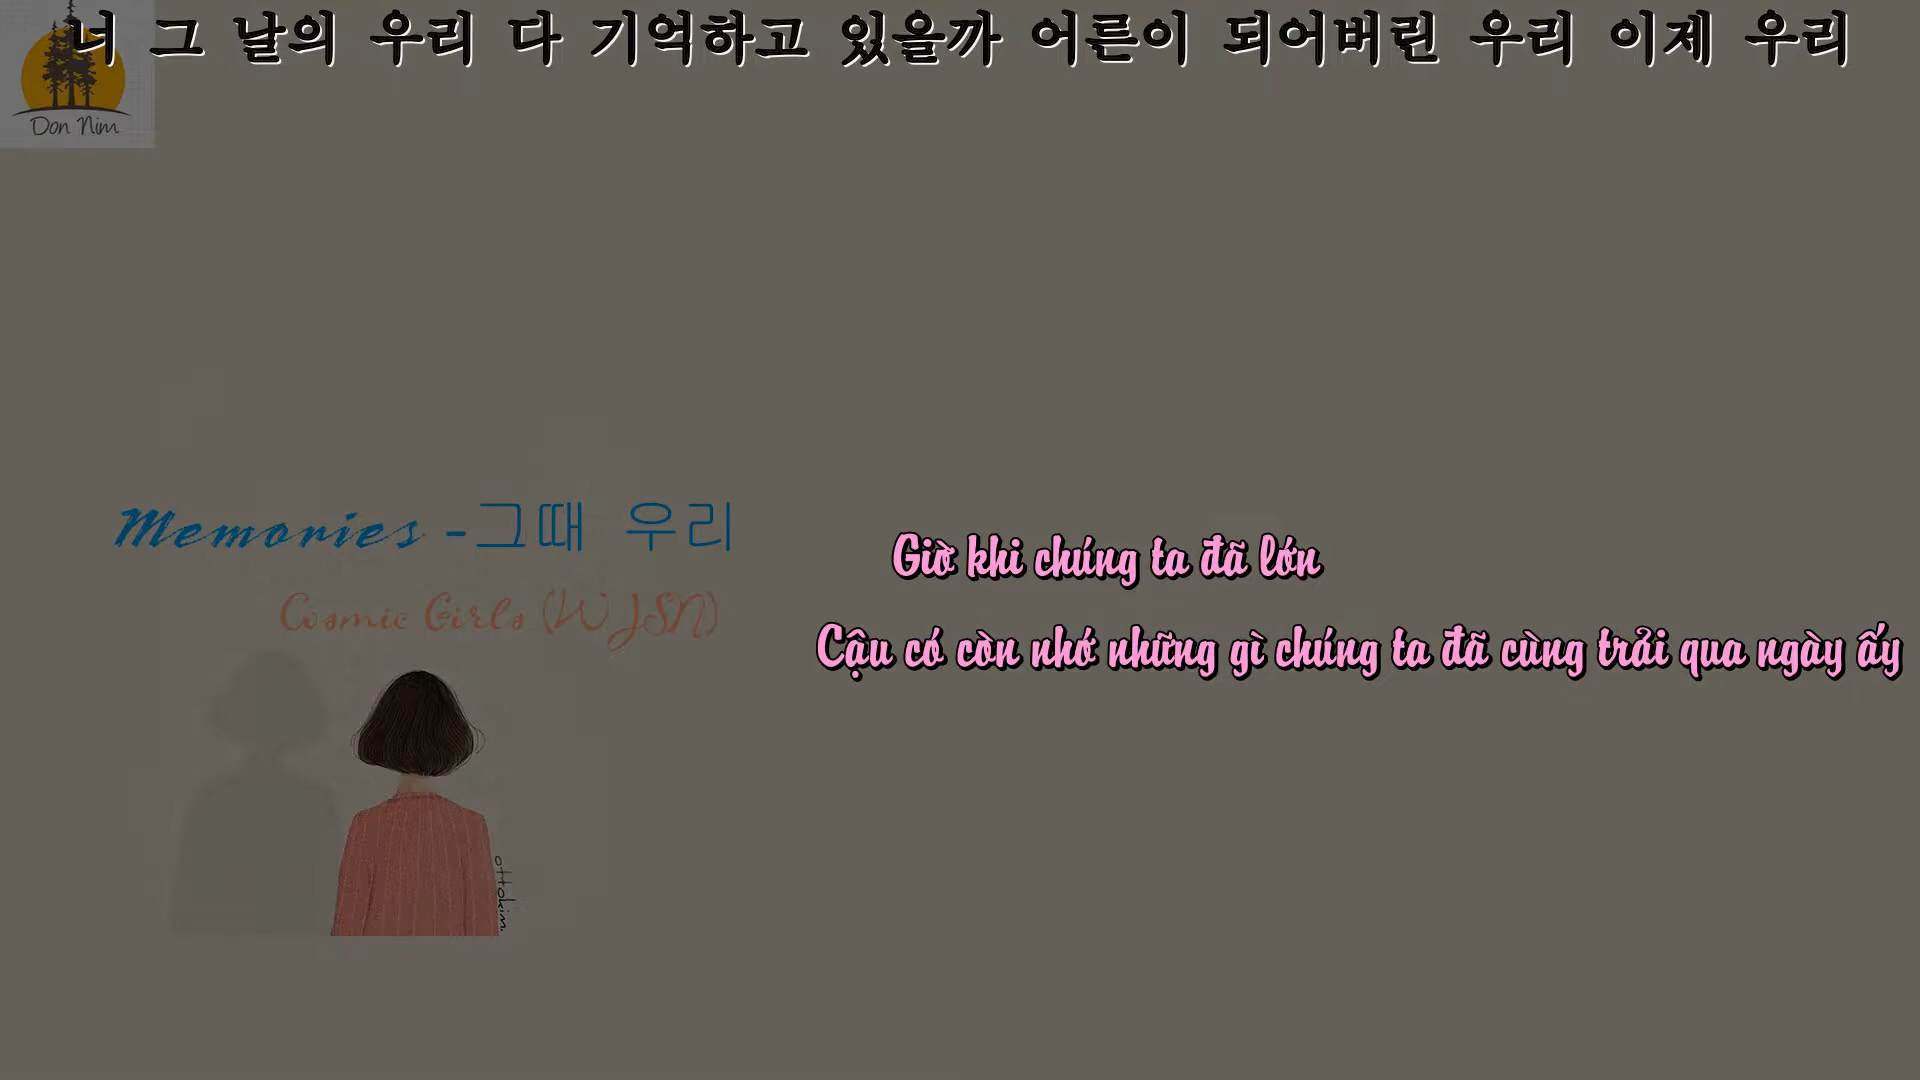 너 그 날의 우리 다 기억하고 있을까 어른이 되어버린 우리 이제 우리
Don Nim
Memories -그때 우리
Cosmic Girls (WJSN)
Giờ khi chúng ta đã lớn
Cậu có còn nhớ những gì chúng ta đã cùng trải qua ngày ấy
ottokim